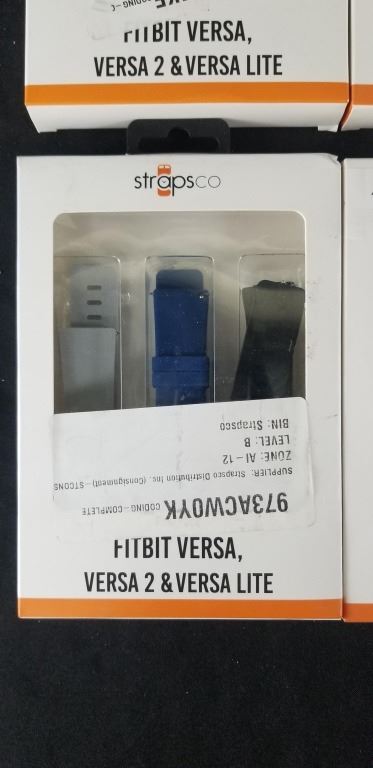 FITBIT VERSA,
VERSA 2 & VERSA LITE
strapsco
973ACW0YK CODING-COMPLETE
SUPPLIER: Strapsco Distribution Inc. (Consignment)-STCONS
ZONE: AI-12
LEVEL: B
BIN: Strapsco
FITBIT VERSA,
VERSA 2 & VERSA LITE